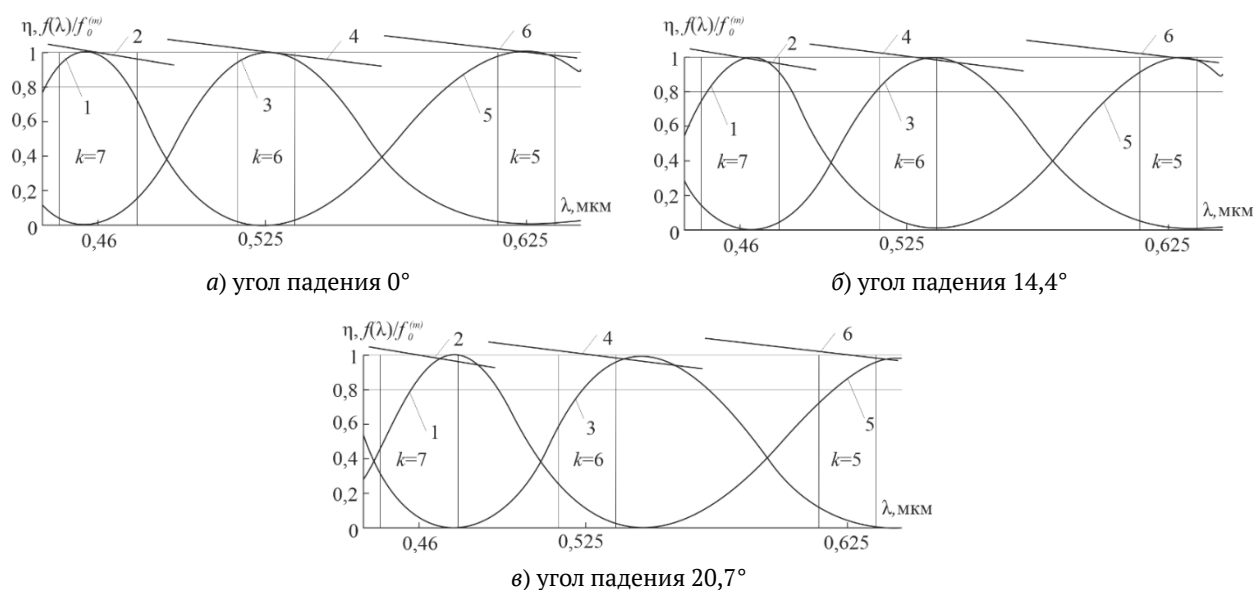 η, f(λ)/f₀⁽ᵐ⁾
1
0,8
0,6
0,4
0,2
0
1
2
3
4
5
6
k=7
k=6
k=5
λ, мкм
0,46
0,525
0,625
а) угол падения 0°
η, f(λ)/f₀⁽ᵐ⁾
1
0,8
0,6
0,4
0,2
0
1
2
3
4
5
6
k=7
k=6
k=5
λ, мкм
0,46
0,525
0,625
б) угол падения 14,4°
η, f(λ)/f₀⁽ᵐ⁾
1
0,8
0,6
0,4
0,2
0
1
2
3
4
5
6
k=7
k=6
k=5
λ, мкм
0,46
0,525
0,625
в) угол падения 20,7°